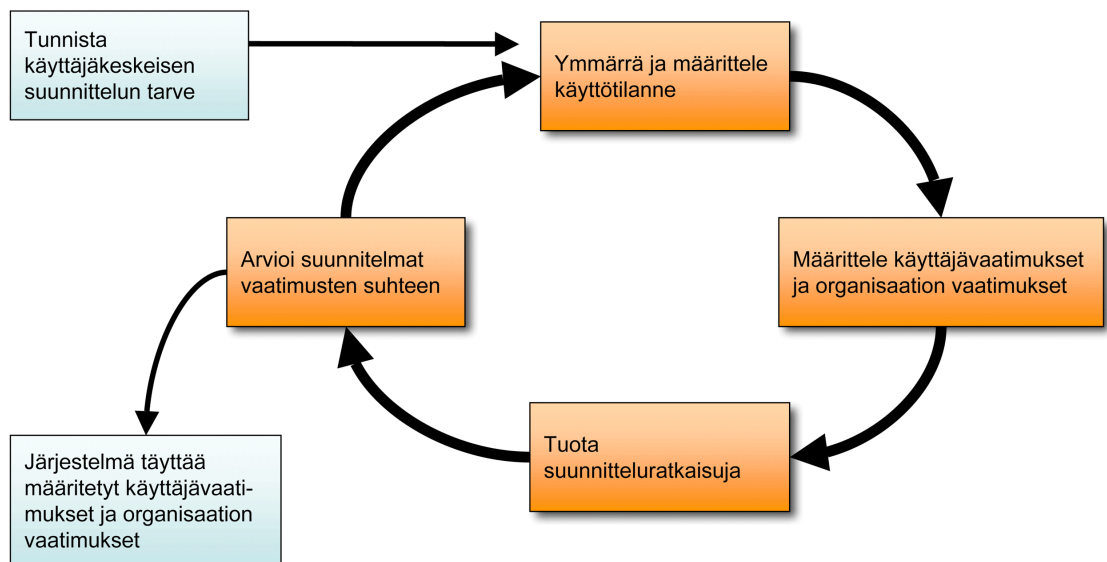 Tunnista
käyttäjäkeskeisen
suunnittelun tarve
Ymmärrä ja määrittele
käyttötilanne
Määrittele käyttäjävaatimukset
ja organisaation vaatimukset
Tuota
suunnitteluratkaisuja
Arvioi suunnitelmat
vaatimusten suhteen
Järjestelmä täyttää
määritetyt käyttäjävaati-
mukset ja organisaation
vaatimukset